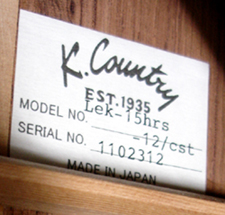 K. Country
EST.1935
MODEL NO. Lek-15hrs
-12/cst
SERIAL NO. 1102312
MADE IN JAPAN